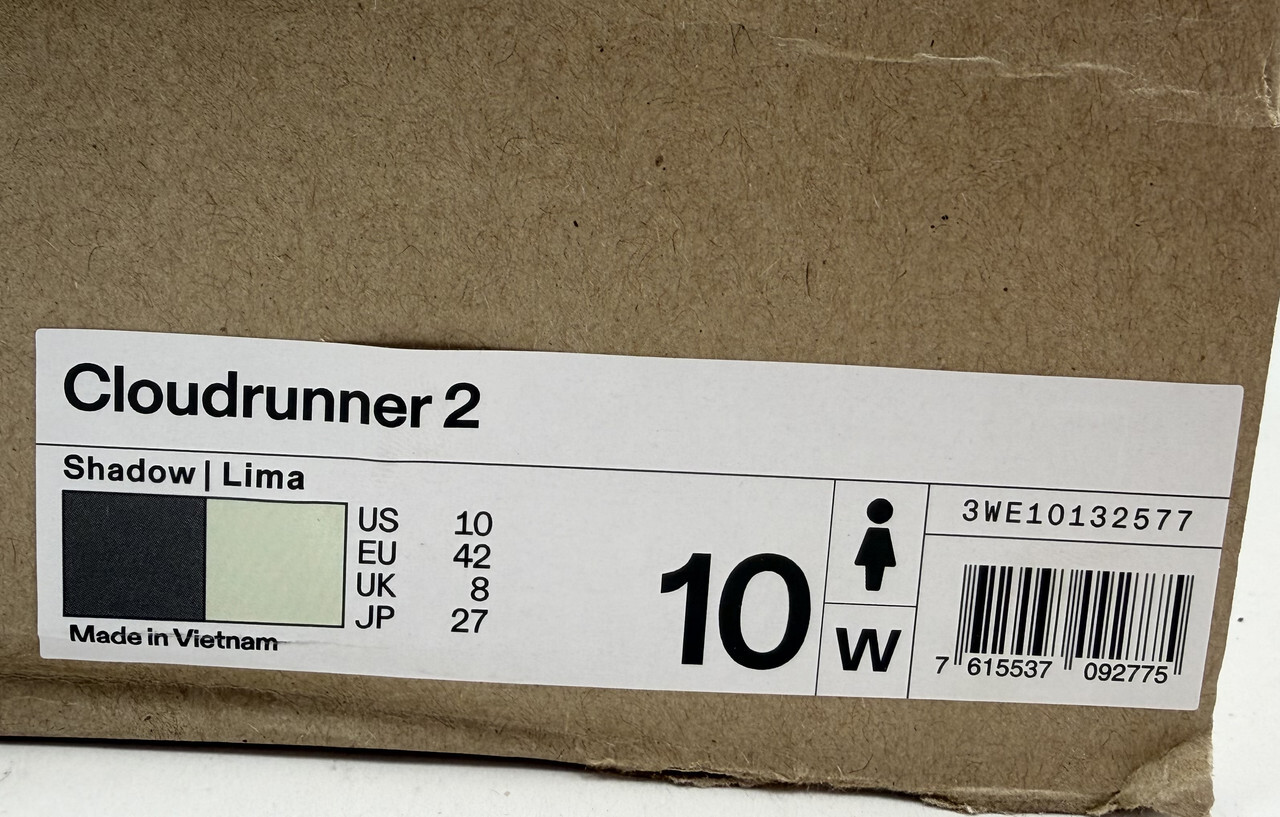 Cloudrunner 2
Shadow | Lima
US 10
EU 42
UK 8
JP 27
Made in Vietnam
10
W
3WE10132577
7 615537 092775